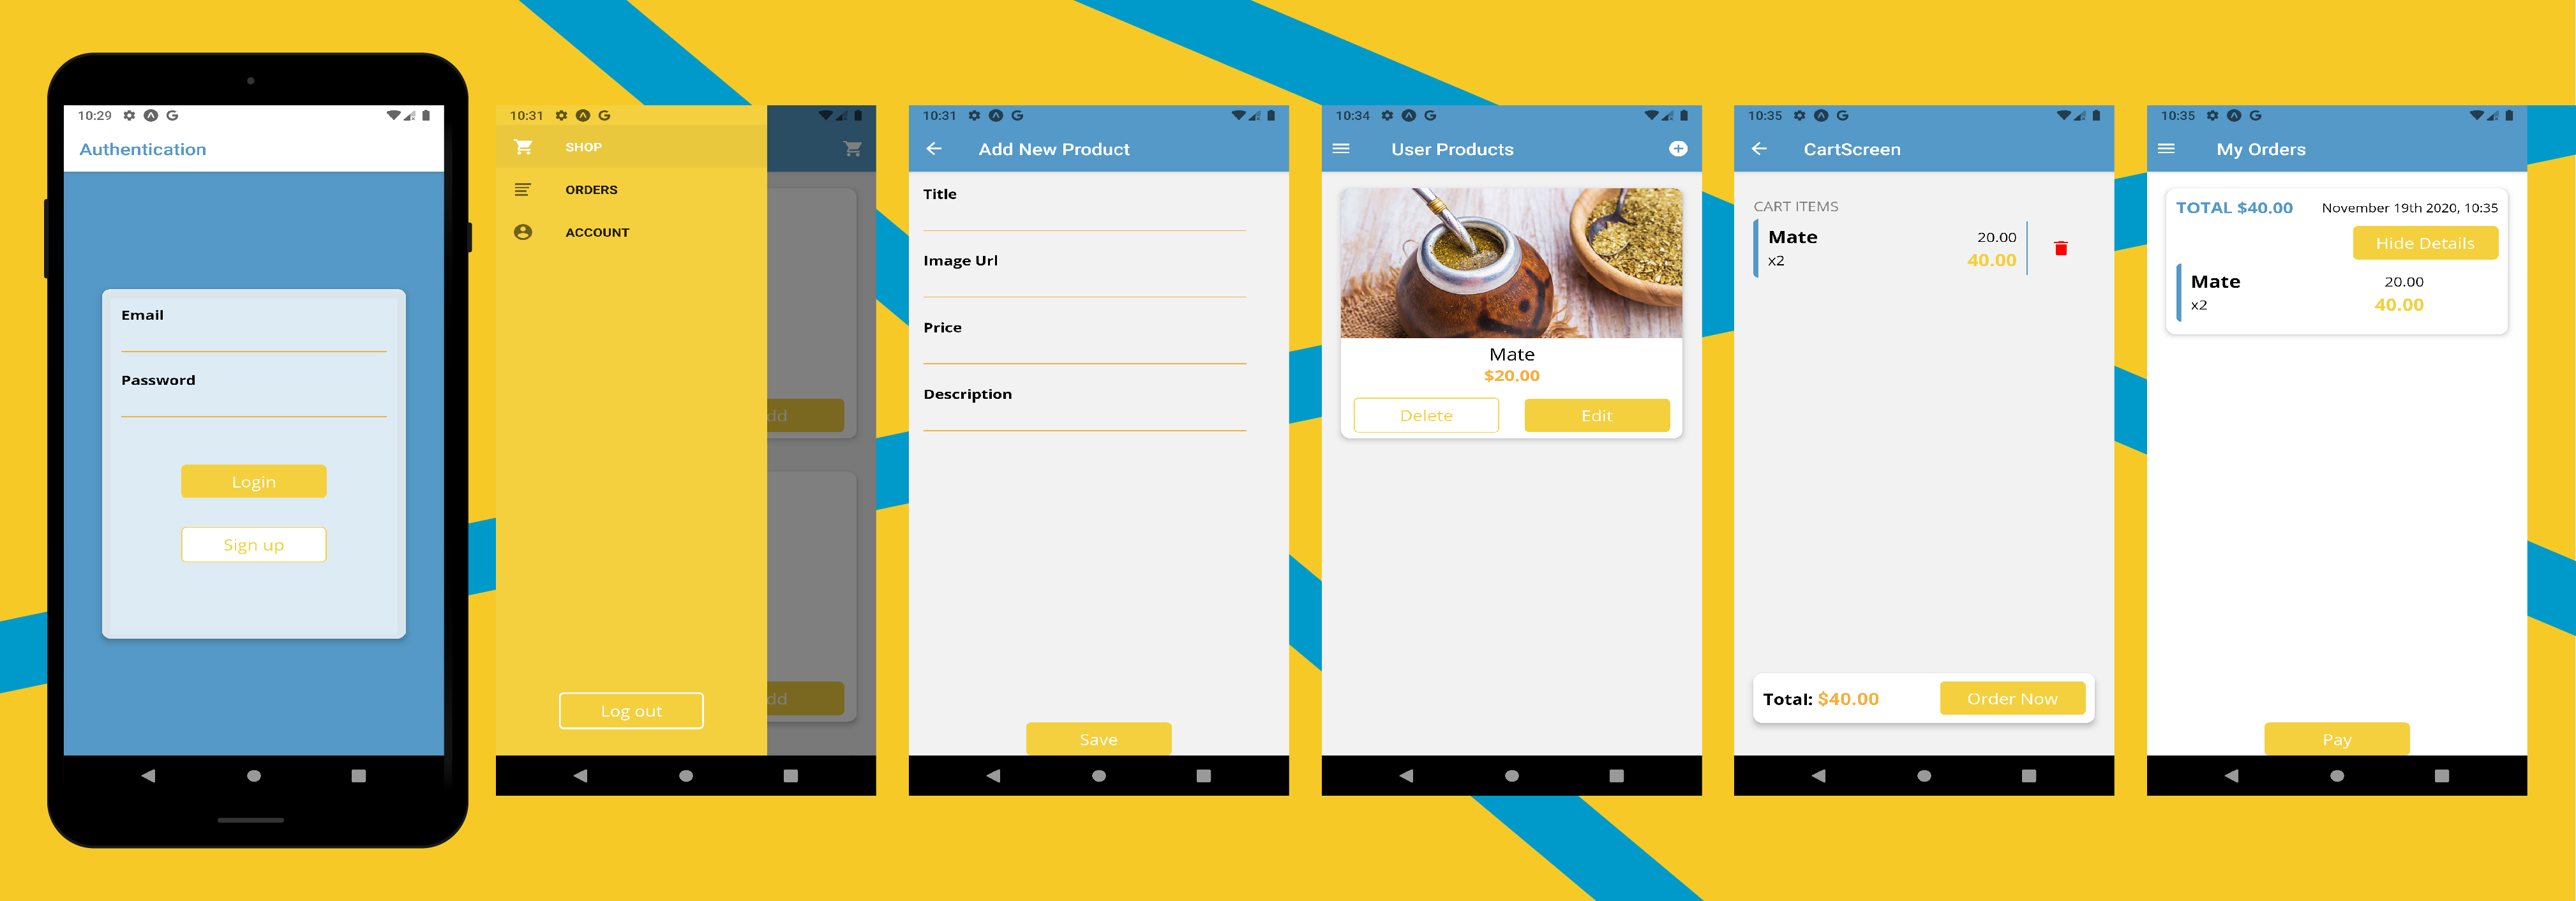 10:29
Authentication
Email
Password
Login
Sign up
10:31
SHOP
ORDERS
ACCOUNT
dd
dd
Log out
10:31
Add New Product
Title
Image Url
Price
Description
Save
10:34
User Products
Mate
$20.00
Delete
Edit
10:35
CartScreen
CART ITEMS
Mate
20.00
x2
40.00
Total: $40.00
Order Now
10:35
My Orders
TOTAL $40.00
November 19th 2020, 10:35
Hide Details
Mate
20.00
x2
40.00
Pay